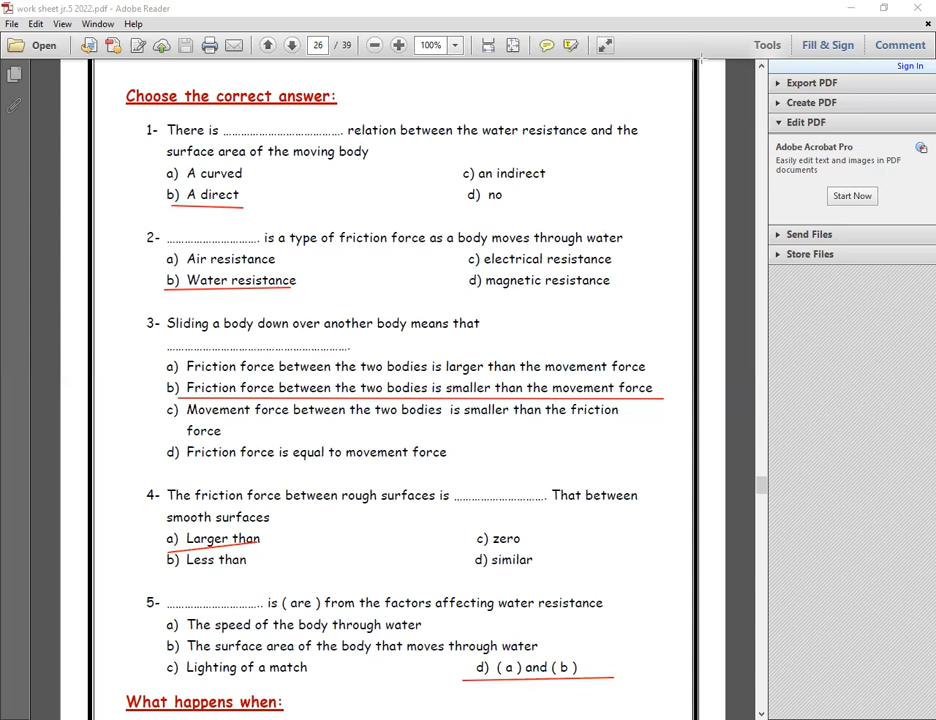 work sheet jr.5 2022.pdf - Adobe Reader
File Edit View Window Help
Open 26 / 39 100% Tools Fill & Sign Comment
Sign In
Export PDF
Create PDF
Edit PDF
Adobe Acrobat Pro
Easily edit text and images in PDF
documents
Start Now
Send Files
Store Files
Choose the correct answer:
1- There is ........................................ relation between the water resistance and the
surface area of the moving body
a) A curved c) an indirect
b) A direct d) no
2- ............................... is a type of friction force as a body moves through water
a) Air resistance c) electrical resistance
b) Water resistance d) magnetic resistance
3- Sliding a body down over another body means that
.............................................................
a) Friction force between the two bodies is larger than the movement force
b) Friction force between the two bodies is smaller than the movement force
c) Movement force between the two bodies is smaller than the friction
force
d) Friction force is equal to movement force
4- The friction force between rough surfaces is ............................... That between
smooth surfaces
a) Larger than c) zero
b) Less than d) similar
5- ................................ is ( are ) from the factors affecting water resistance
a) The speed of the body through water
b) The surface area of the body that moves through water
c) Lighting of a match d) ( a ) and ( b )
What happens when: